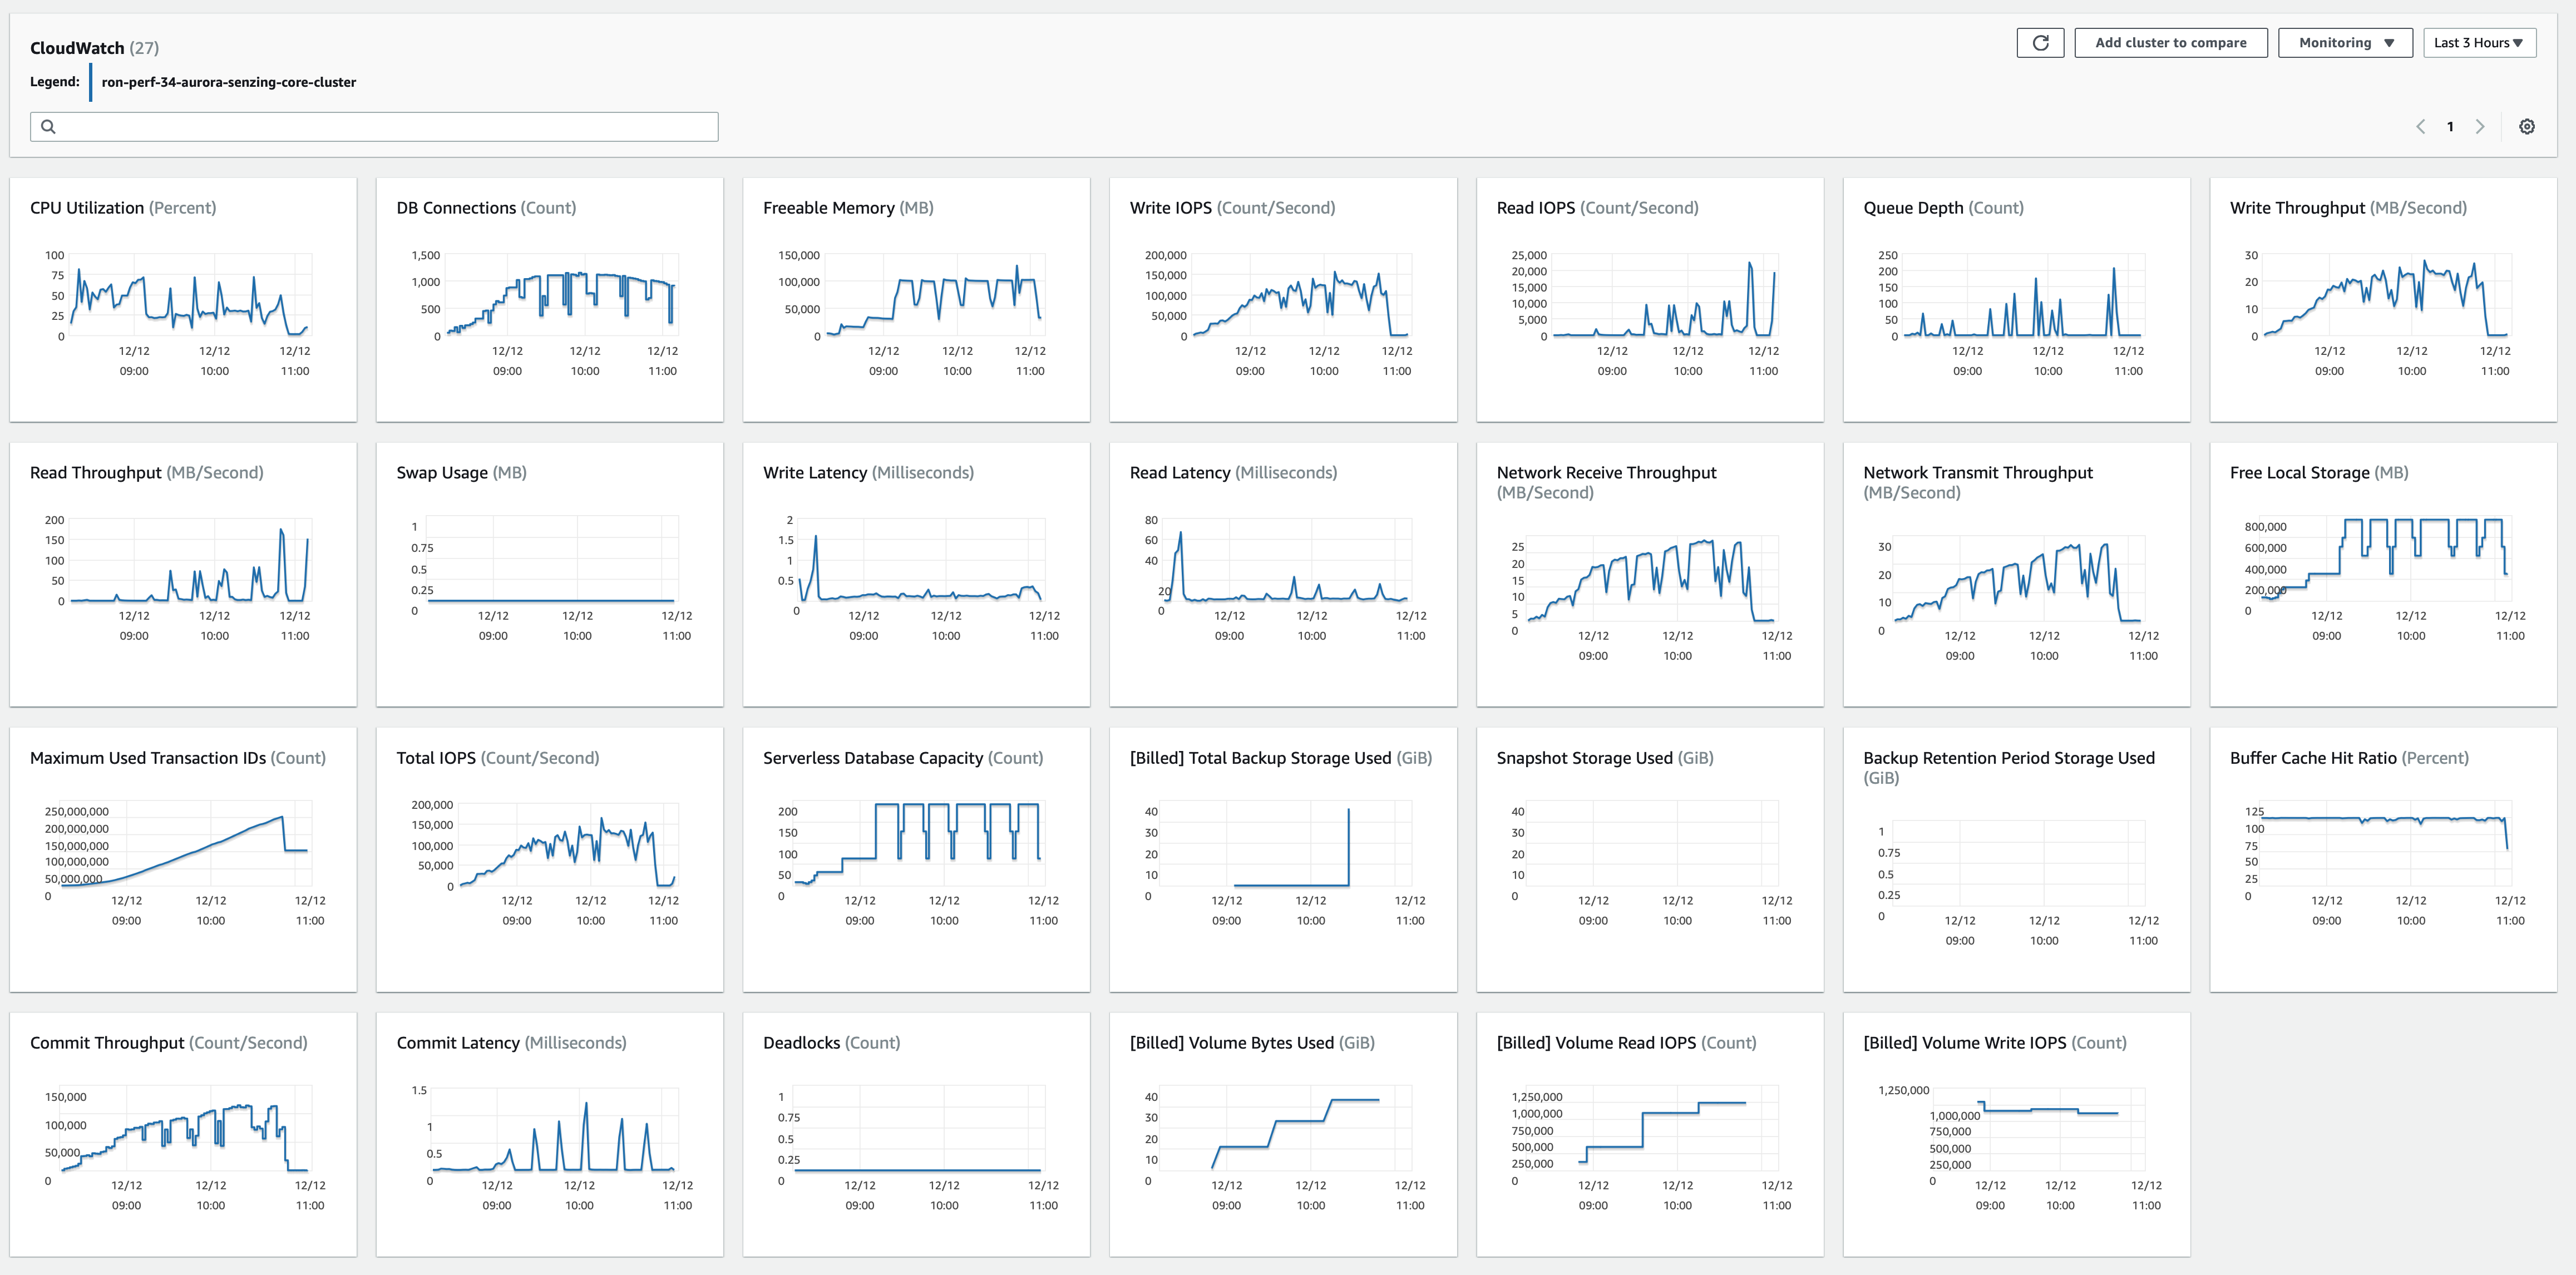 CloudWatch (27)
Add cluster to compare
Monitoring
Last 3 Hours
Legend:
ron-perf-34-aurora-senzing-core-cluster
1
CPU Utilization (Percent)
100
75
50
25
0
12/12 12/12 12/12
09:00 10:00 11:00
DB Connections (Count)
1,500
1,000
500
0
12/12 12/12 12/12
09:00 10:00 11:00
Freeable Memory (MB)
150,000
100,000
50,000
0
12/12 12/12 12/12
09:00 10:00 11:00
Write IOPS (Count/Second)
200,000
150,000
100,000
50,000
0
12/12 12/12 12/12
09:00 10:00 11:00
Read IOPS (Count/Second)
25,000
20,000
15,000
10,000
5,000
0
12/12 12/12 12/12
09:00 10:00 11:00
Queue Depth (Count)
250
200
150
100
50
0
12/12 12/12 12/12
09:00 10:00 11:00
Write Throughput (MB/Second)
30
20
10
0
12/12 12/12 12/12
09:00 10:00 11:00
Read Throughput (MB/Second)
200
150
100
50
0
12/12 12/12 12/12
09:00 10:00 11:00
Swap Usage (MB)
1
0.75
0.5
0.25
0
12/12 12/12 12/12
09:00 10:00 11:00
Write Latency (Milliseconds)
2
1.5
1
0.5
0
12/12 12/12 12/12
09:00 10:00 11:00
Read Latency (Milliseconds)
80
60
40
20
0
12/12 12/12 12/12
09:00 10:00 11:00
Network Receive Throughput
(MB/Second)
25
20
15
10
5
0
12/12 12/12 12/12
09:00 10:00 11:00
Network Transmit Throughput
(MB/Second)
30
20
10
0
12/12 12/12 12/12
09:00 10:00 11:00
Free Local Storage (MB)
800,000
600,000
400,000
200,000
0
12/12 12/12 12/12
09:00 10:00 11:00
Maximum Used Transaction IDs (Count)
250,000,000
200,000,000
150,000,000
100,000,000
50,000,000
0
12/12 12/12 12/12
09:00 10:00 11:00
Total IOPS (Count/Second)
200,000
150,000
100,000
50,000
0
12/12 12/12 12/12
09:00 10:00 11:00
Serverless Database Capacity (Count)
200
150
100
50
0
12/12 12/12 12/12
09:00 10:00 11:00
[Billed] Total Backup Storage Used (GiB)
40
30
20
10
0
12/12 12/12 12/12
09:00 10:00 11:00
Snapshot Storage Used (GiB)
40
30
20
10
0
12/12 12/12 12/12
09:00 10:00 11:00
Backup Retention Period Storage Used
(GiB)
1
0.75
0.5
0.25
0
12/12 12/12 12/12
09:00 10:00 11:00
Buffer Cache Hit Ratio (Percent)
125
100
75
50
25
0
12/12 12/12 12/12
09:00 10:00 11:00
Commit Throughput (Count/Second)
150,000
100,000
50,000
0
12/12 12/12 12/12
09:00 10:00 11:00
Commit Latency (Milliseconds)
1.5
1
0.5
0
12/12 12/12 12/12
09:00 10:00 11:00
Deadlocks (Count)
1
0.75
0.5
0.25
0
12/12 12/12 12/12
09:00 10:00 11:00
[Billed] Volume Bytes Used (GiB)
40
30
20
10
0
12/12 12/12 12/12
09:00 10:00 11:00
[Billed] Volume Read IOPS (Count)
1,250,000
1,000,000
750,000
500,000
250,000
0
12/12 12/12 12/12
09:00 10:00 11:00
[Billed] Volume Write IOPS (Count)
1,250,000
1,000,000
750,000
500,000
250,000
0
12/12 12/12 12/12
09:00 10:00 11:00